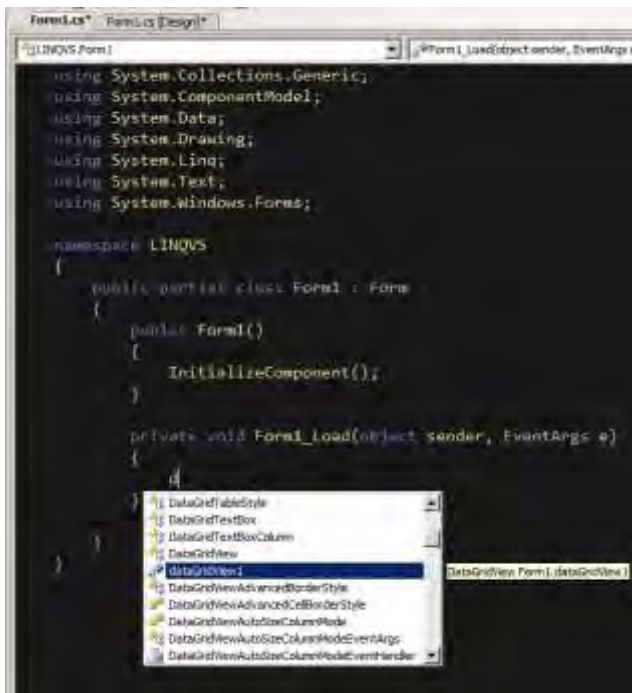 Form1.cs* Form1.cs [Design]*
LINQVS.Form1 Form1_Load(object sender, EventArgs e
using System.Collections.Generic;
using System.ComponentModel;
using System.Data;
using System.Drawing;
using System.Linq;
using System.Text;
using System.Windows.Forms;
namespace LINQVS
{
public partial class Form1 : Form
{
public Form1()
{
InitializeComponent();
}
private void Form1_Load(object sender, EventArgs e)
{
d
}
DataGridTableStyle
DataGridTextBox
DataGridTextBoxColumn
DataGridView
dataGridView1 DataGridView Form1.dataGridView1
DataGridViewAdvancedBorderStyle
DataGridViewAdvancedCellBorderStyle
DataGridViewAutoSizeColumnMode
DataGridViewAutoSizeColumnModeEventArgs
DataGridViewAutoSizeColumnModeEventHandler
}
}